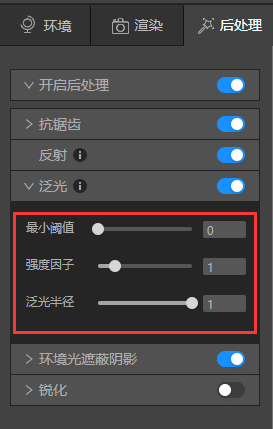 环境 渲染 后处理
开启后处理
抗锯齿
反射
泛光
最小阈值 0
强度因子 1
泛光半径 1
环境光遮蔽阴影
锐化